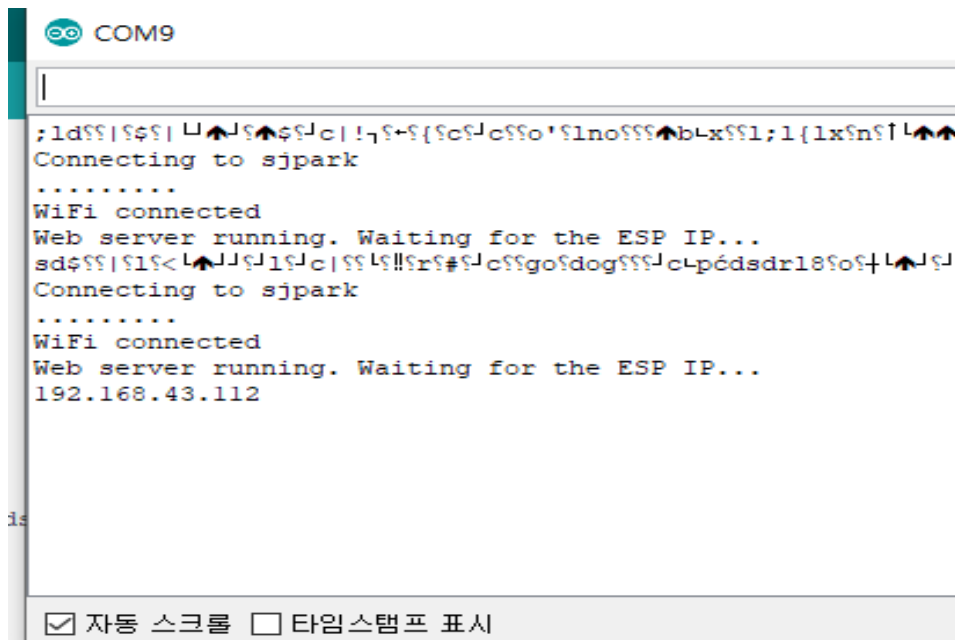 COM9
Connecting to sjpark
.........
WiFi connected
Web server running. Waiting for the ESP IP...
Connecting to sjpark
.........
WiFi connected
Web server running. Waiting for the ESP IP...
192.168.43.112
자동 스크롤 타임스탬프 표시